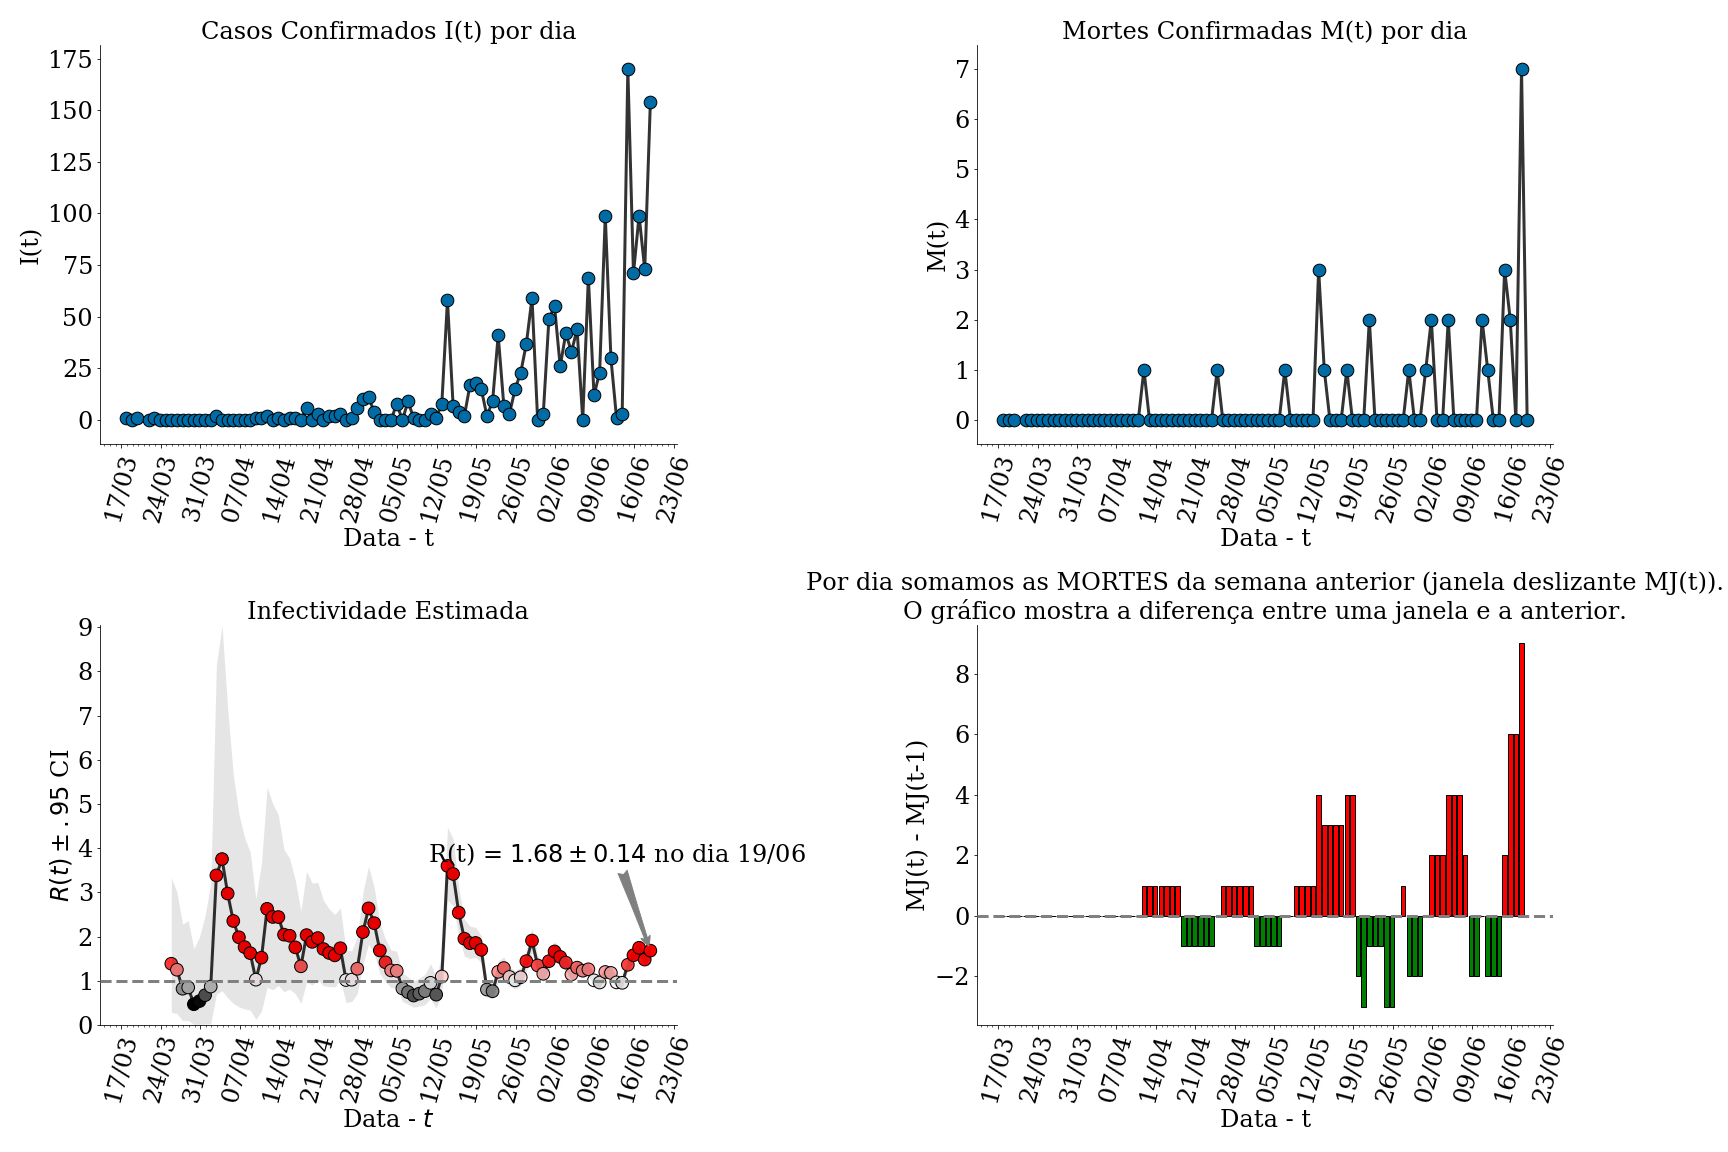 Casos Confirmados I(t) por dia
175
150
125
100
75
50
25
0
I(t)
17/03 24/03 31/03 07/04 14/04 21/04 28/04 05/05 12/05 19/05 26/05 02/06 09/06 16/06 23/06
Data - t
Mortes Confirmadas M(t) por dia
7
6
5
4
3
2
1
0
M(t)
17/03 24/03 31/03 07/04 14/04 21/04 28/04 05/05 12/05 19/05 26/05 02/06 09/06 16/06 23/06
Data - t
Infectividade Estimada
9
8
7
6
5
4
3
2
1
0
R(t) ± .95 CI
R(t) = 1.68 ± 0.14 no dia 19/06
17/03 24/03 31/03 07/04 14/04 21/04 28/04 05/05 12/05 19/05 26/05 02/06 09/06 16/06 23/06
Data - t
Por dia somamos as MORTES da semana anterior (janela deslizante MJ(t)).
O gráfico mostra a diferença entre uma janela e a anterior.
8
6
4
2
0
−2
MJ(t) - MJ(t-1)
17/03 24/03 31/03 07/04 14/04 21/04 28/04 05/05 12/05 19/05 26/05 02/06 09/06 16/06 23/06
Data - t